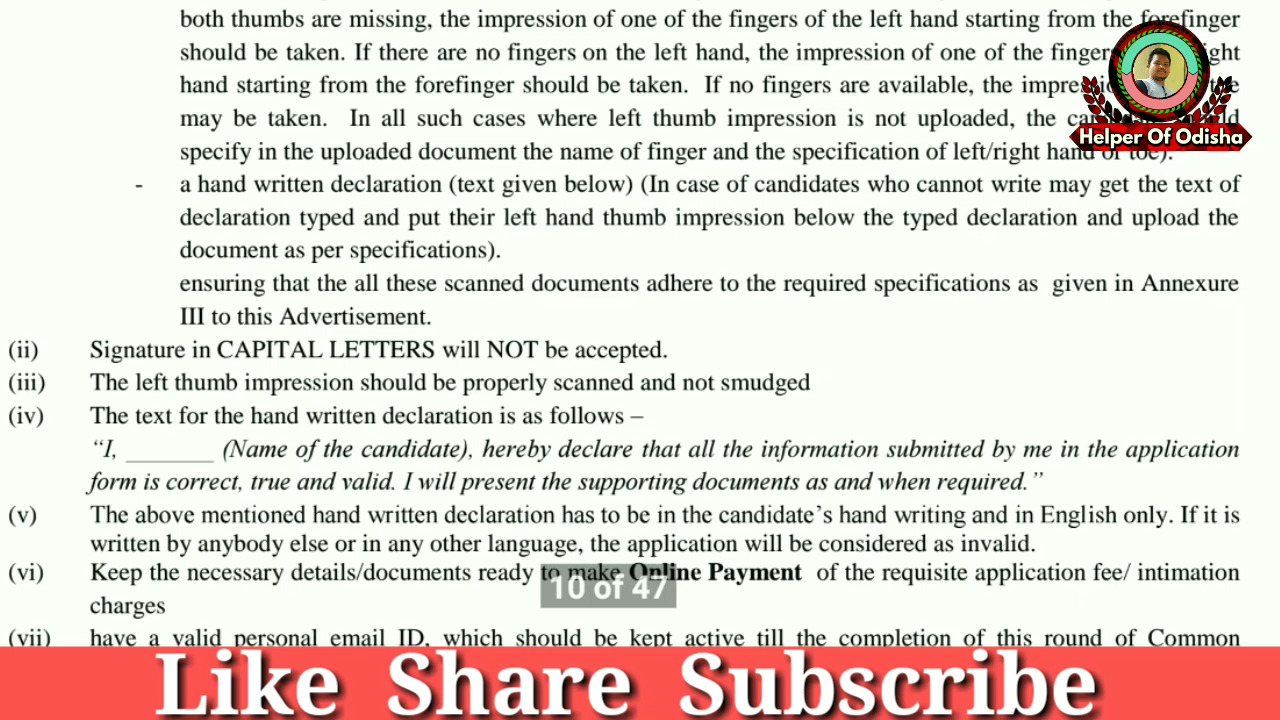 both thumbs are missing, the impression of one of the fingers of the left hand starting from the forefinger
should be taken. If there are no fingers on the left hand, the impression of one of the fingers ight
hand starting from the forefinger should be taken. If no fingers are available, the impres
may be taken. In all such cases where left thumb impression is not uploaded, the
specify in the uploaded document the name of finger and the specification of left/right hand or toe).
- a hand written declaration (text given below) (In case of candidates who cannot write may get the text of
declaration typed and put their left hand thumb impression below the typed declaration and upload the
document as per specifications).
ensuring that the all these scanned documents adhere to the required specifications as given in Annexure
III to this Advertisement.
(ii) Signature in CAPITAL LETTERS will NOT be accepted.
(iii) The left thumb impression should be properly scanned and not smudged
(iv) The text for the hand written declaration is as follows –
“I, _______ (Name of the candidate), hereby declare that all the information submitted by me in the application
form is correct, true and valid. I will present the supporting documents as and when required.”
(v) The above mentioned hand written declaration has to be in the candidate’s hand writing and in English only. If it is
written by anybody else or in any other language, the application will be considered as invalid.
(vi) Keep the necessary details/documents ready to make Online Payment of the requisite application fee/ intimation
charges
(vii) have a valid personal email ID, which should be kept active till the completion of this round of Common
Helper Of Odisha
10 of 47
Like Share Subscribe